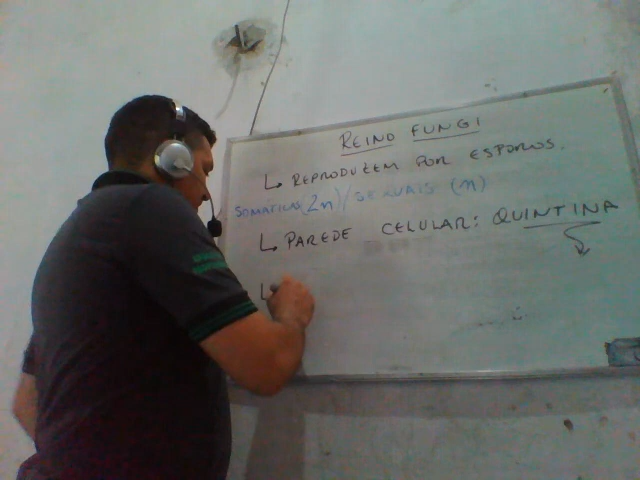 REINO FUNGI
↳ REPRODUZEM POR ESPOROS.
SOMATICAS(2n)/SEXUAIS (n)
↳ PAREDE CELULAR: QUINTINA
↳